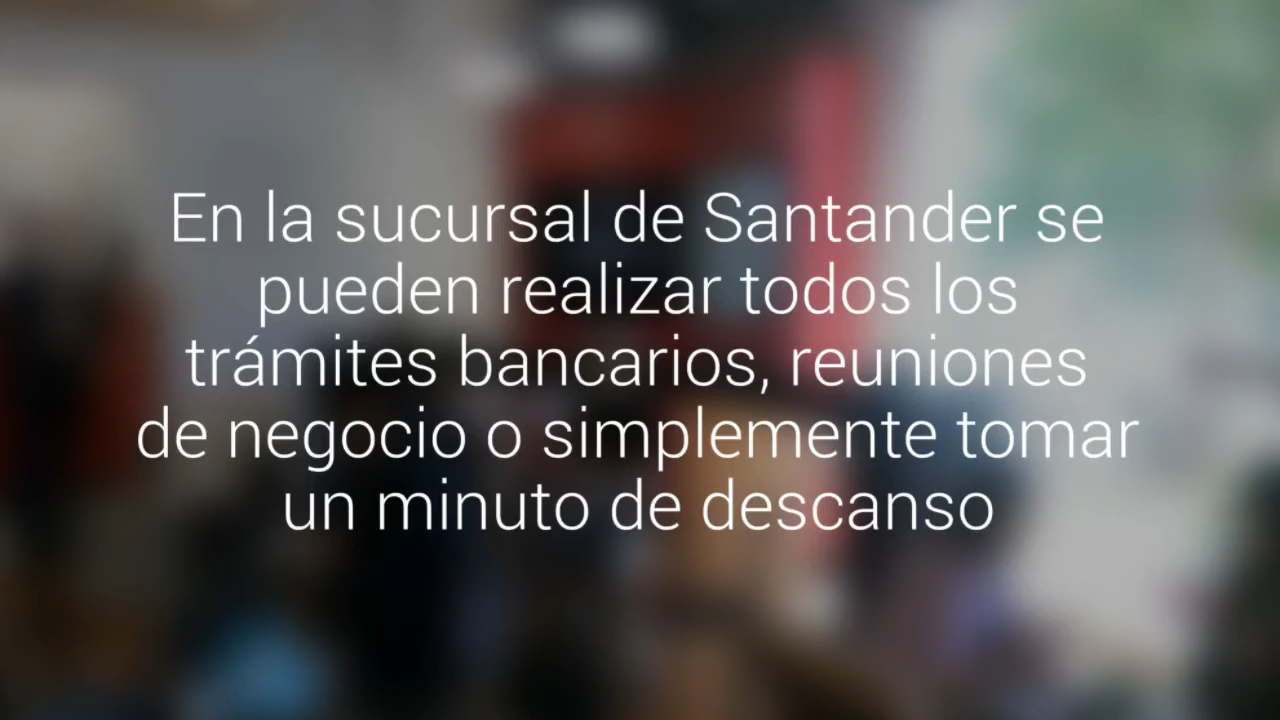 En la sucursal de Santander se
pueden realizar todos los
trámites bancarios, reuniones
de negocio o simplemente tomar
un minuto de descanso